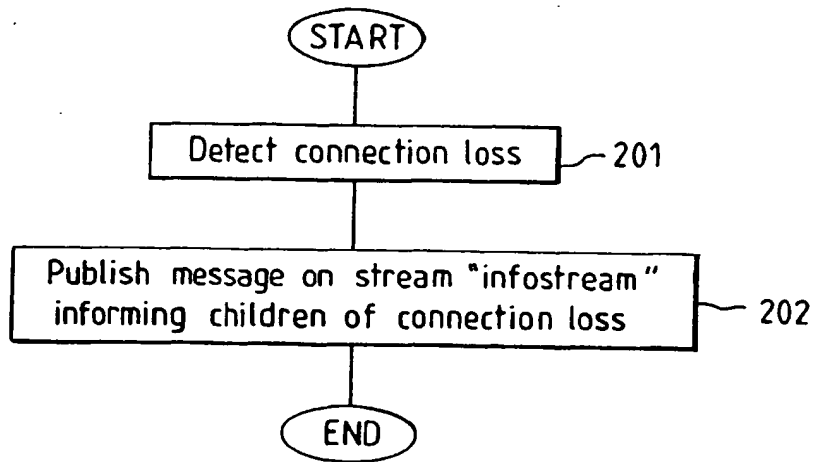 START
Detect connection loss
201
Publish message on stream "infostream"
informing children of connection loss
202
END